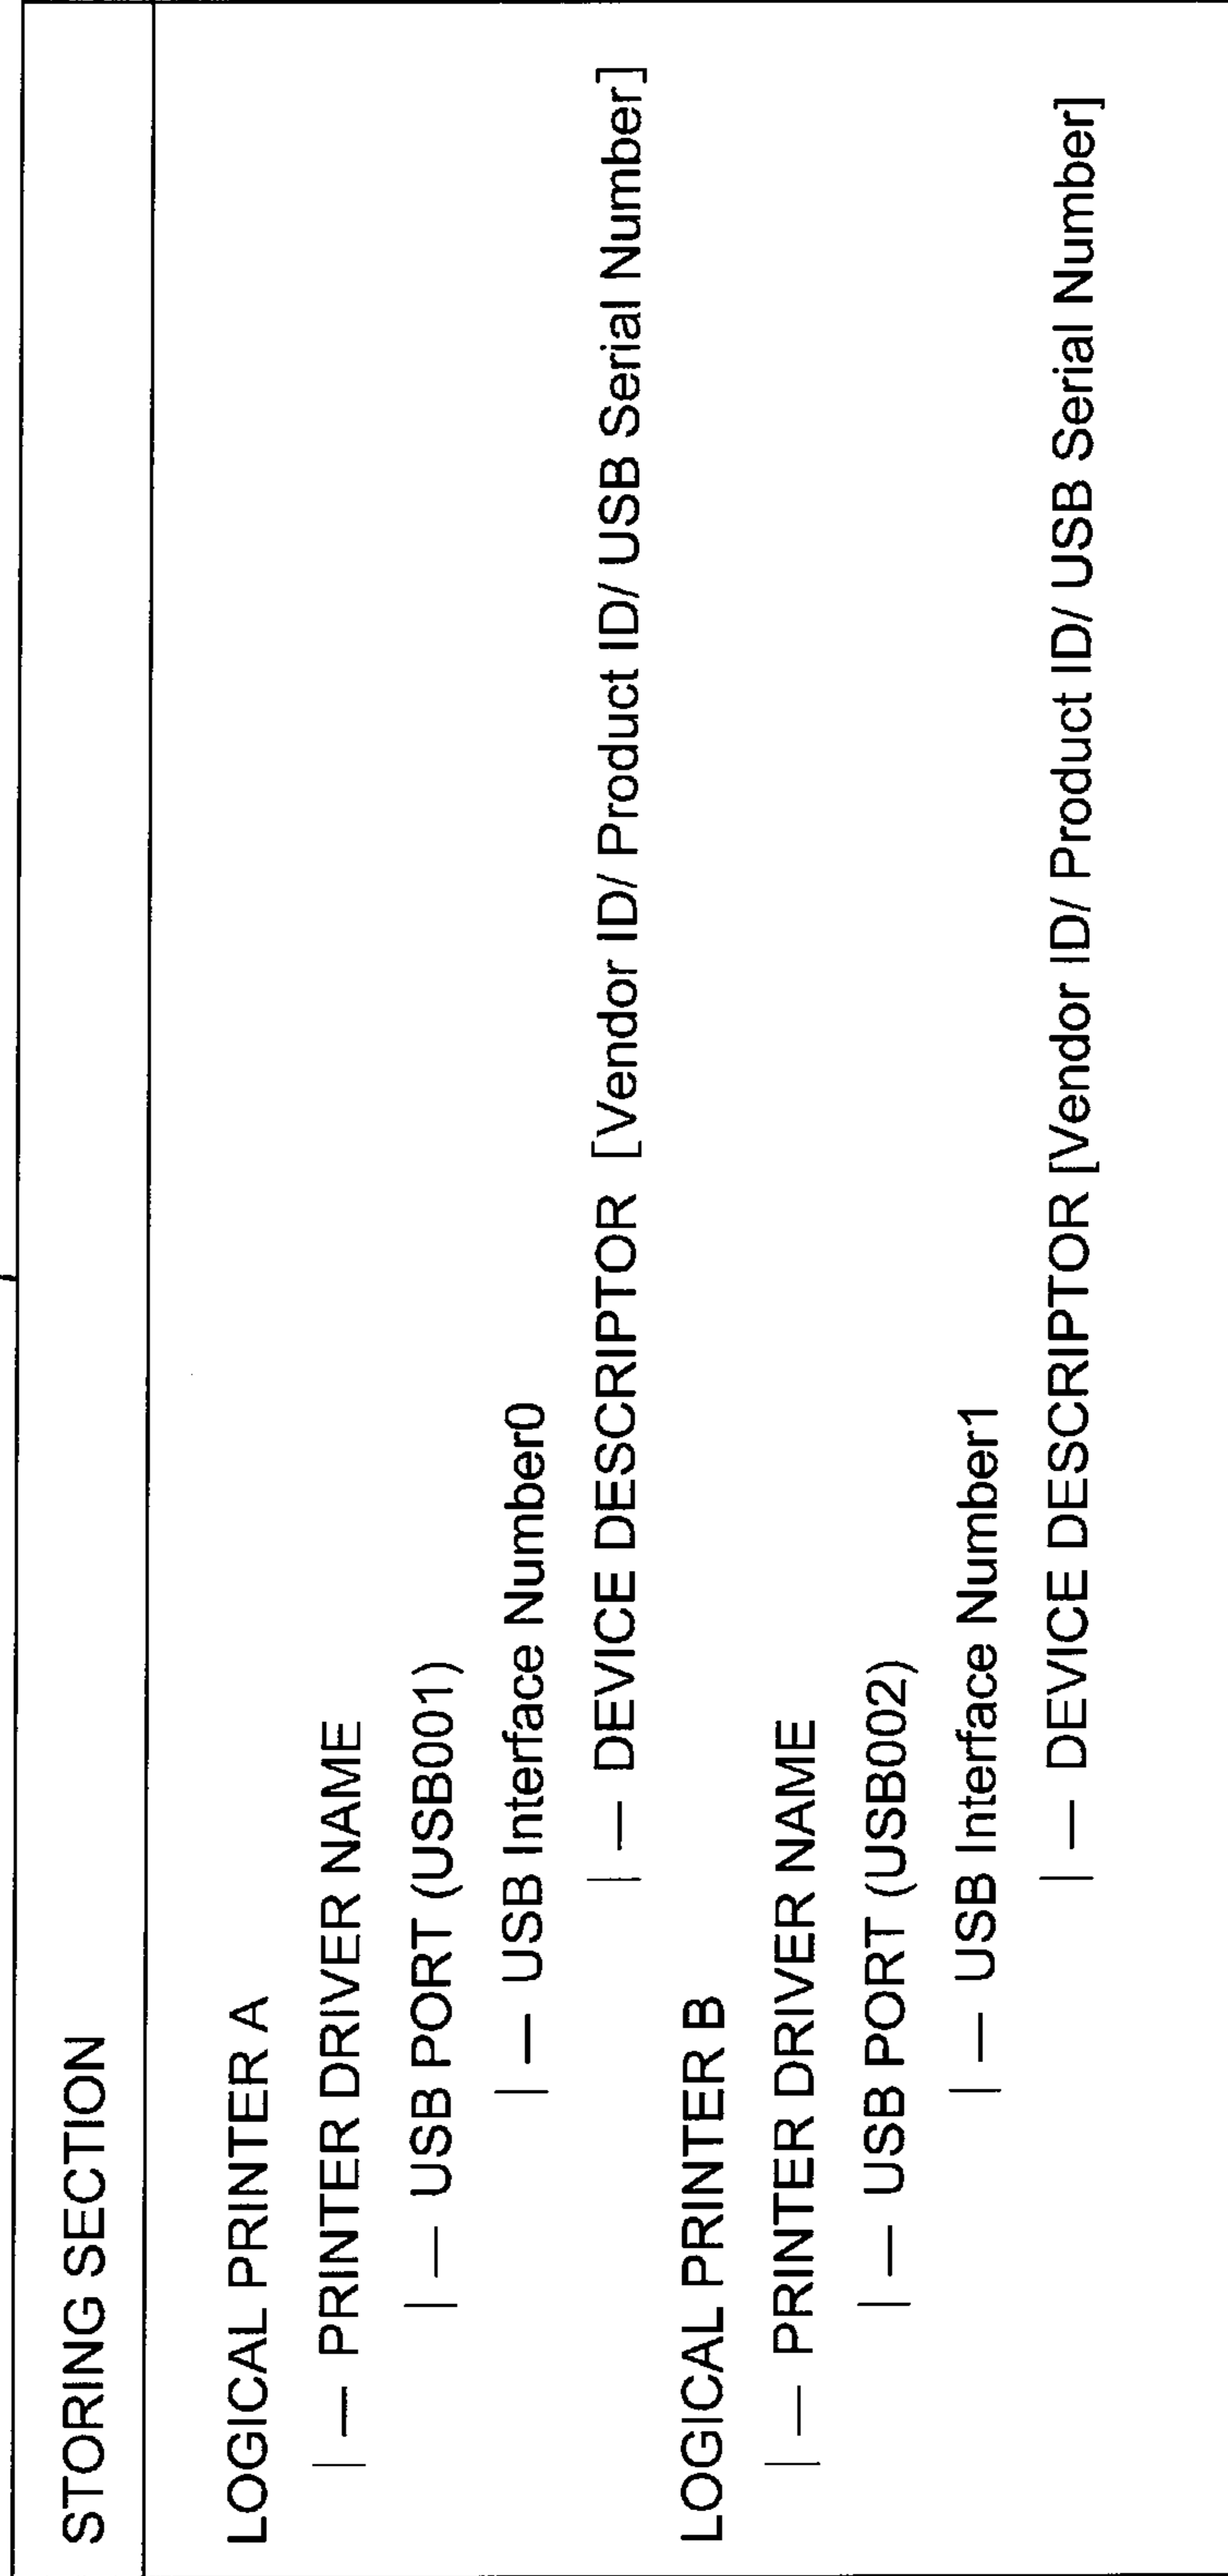 STORING SECTION
LOGICAL PRINTER A
|— PRINTER DRIVER NAME
|— USB PORT (USB001)
|— USB Interface Number0
|— DEVICE DESCRIPTOR [Vendor ID/ Product ID/ USB Serial Number]
LOGICAL PRINTER B
|— PRINTER DRIVER NAME
|— USB PORT (USB002)
|— USB Interface Number1
|— DEVICE DESCRIPTOR [Vendor ID/ Product ID/ USB Serial Number]